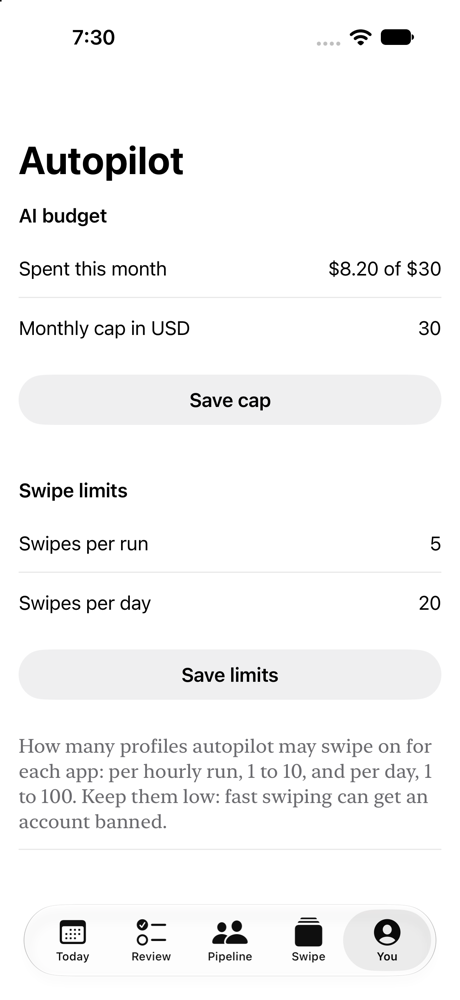 7:30
Autopilot
AI budget
Spent this month $8.20 of $30
Monthly cap in USD 30
Save cap
Swipe limits
Swipes per run 5
Swipes per day 20
Save limits
How many profiles autopilot may swipe on for
each app: per hourly run, 1 to 10, and per day, 1
to 100. Keep them low: fast swiping can get an
account banned.
Today Review Pipeline Swipe You